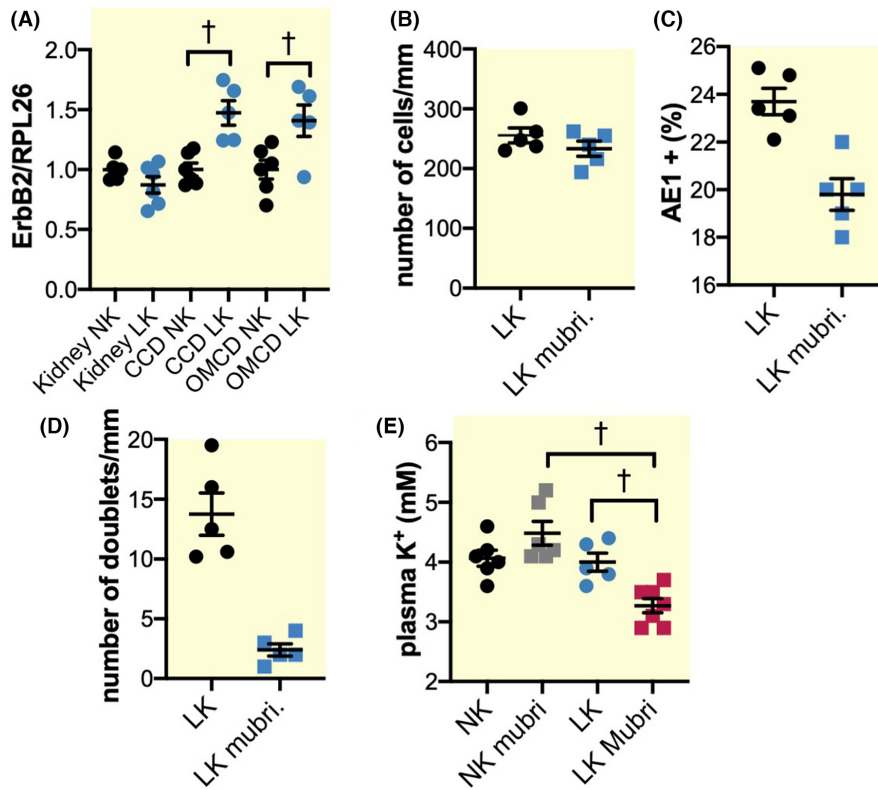 (A)
ErbB2/RPL26
2.0
1.5
1.0
0.5
0.0
†
†
Kidney NK
Kidney LK
CCD NK
CCD LK
OMCD NK
OMCD LK
(B)
number of cells/mm
400
300
200
100
0
LK
LK mubri.
(C)
AE1 + (%)
26
24
22
20
18
16
LK
LK mubri.
(D)
number of doublets/mm
20
15
10
5
0
LK
LK mubri.
(E)
plasma K⁺ (mM)
6
5
4
3
2
†
†
NK
NK mubri
LK
LK Mubri